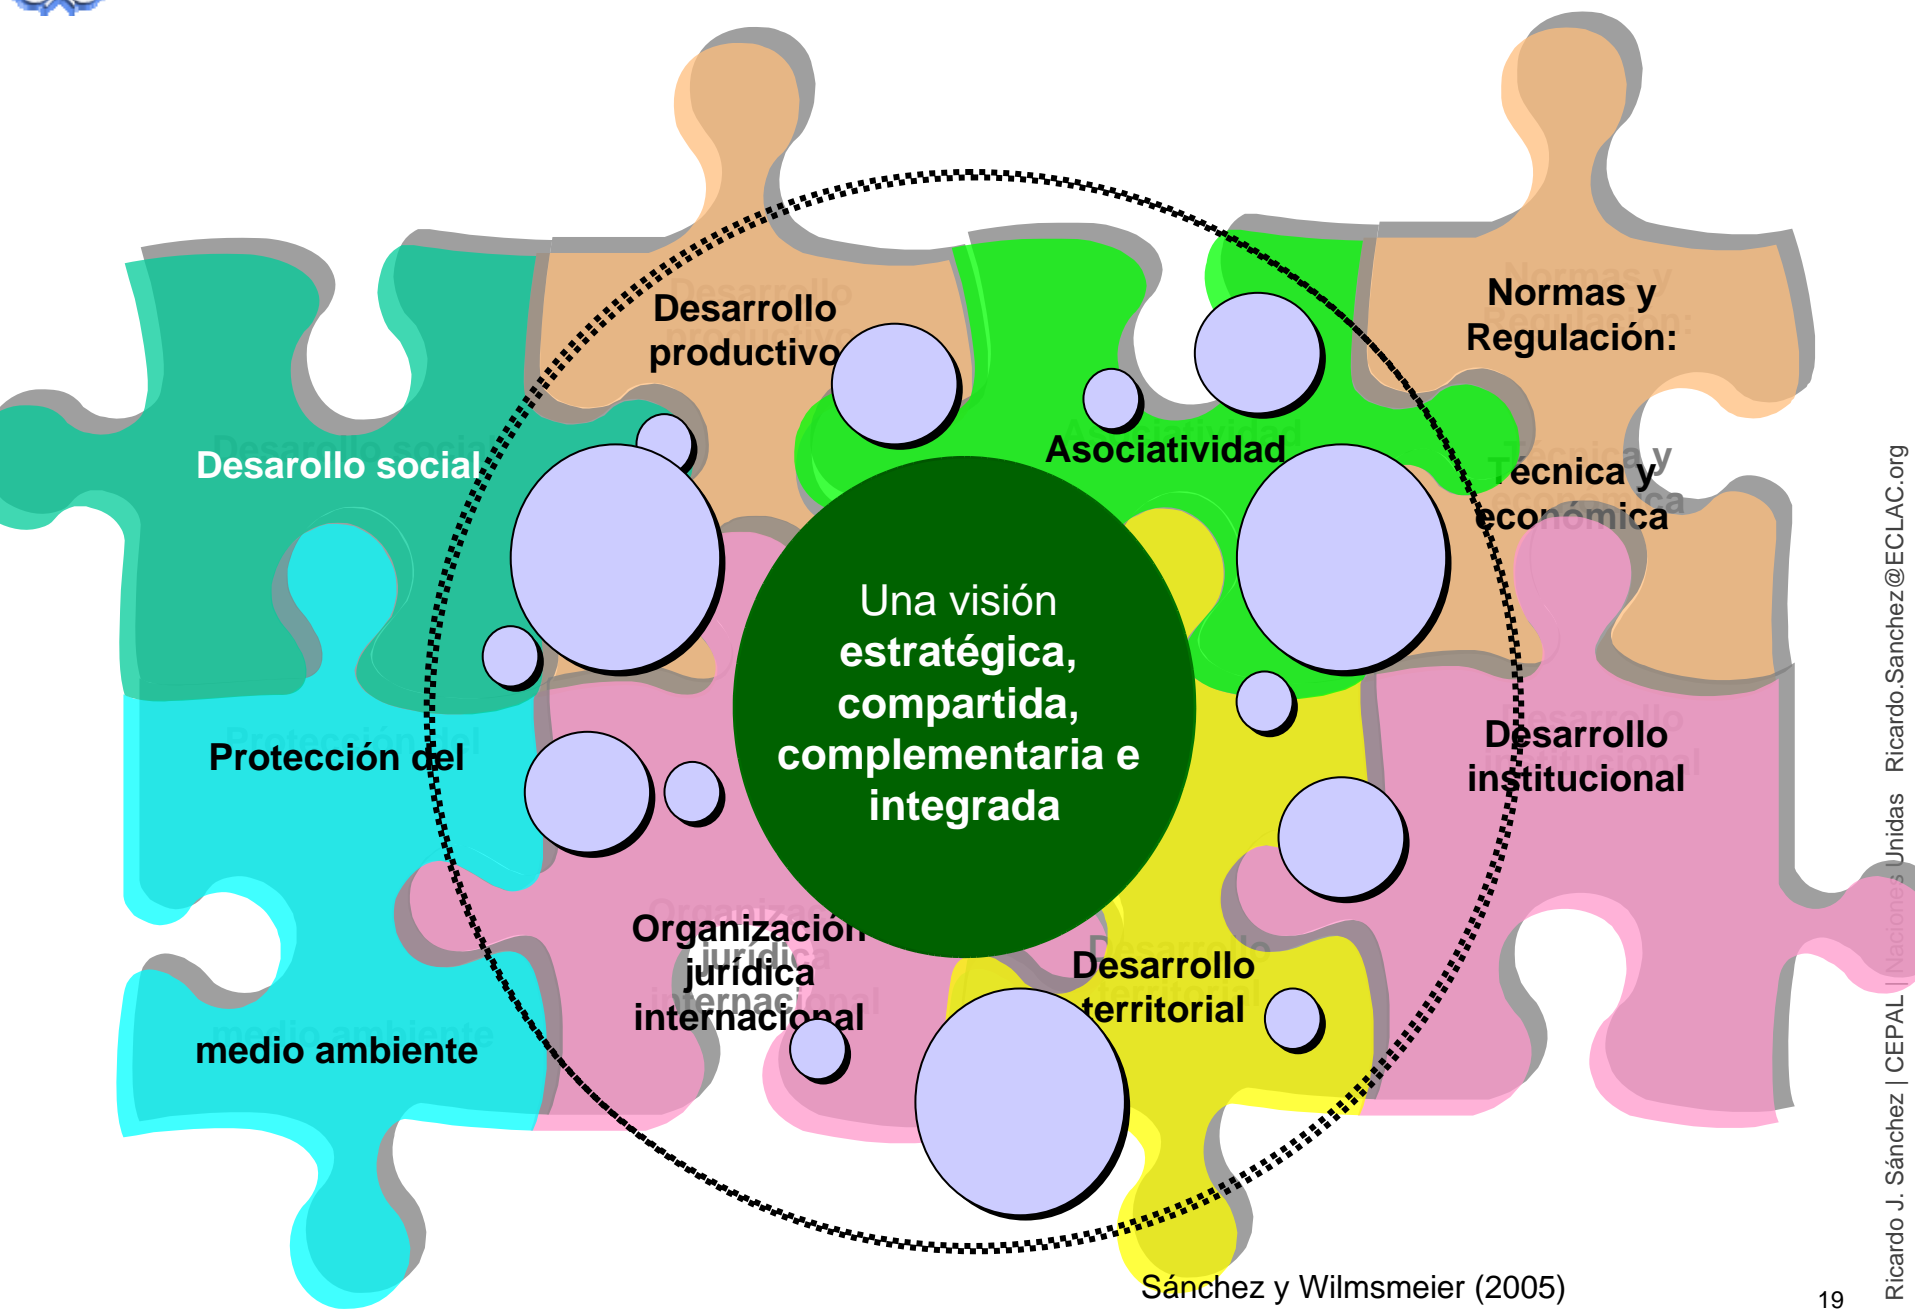 Desarrollo
productivo
Normas y
Regulación:
Desarollo social
Asociatividad
Técnica y
económica
Una visión
estratégica,
compartida,
complementaria e
integrada
Protección del
medio ambiente
Desarrollo
institucional
Organización
jurídica
internacional
Desarrollo
territorial
Sánchez y Wilmsmeier (2005)
19
Ricardo J. Sánchez | CEPAL | Naciones Unidas Ricardo.Sanchez@ECLAC.org